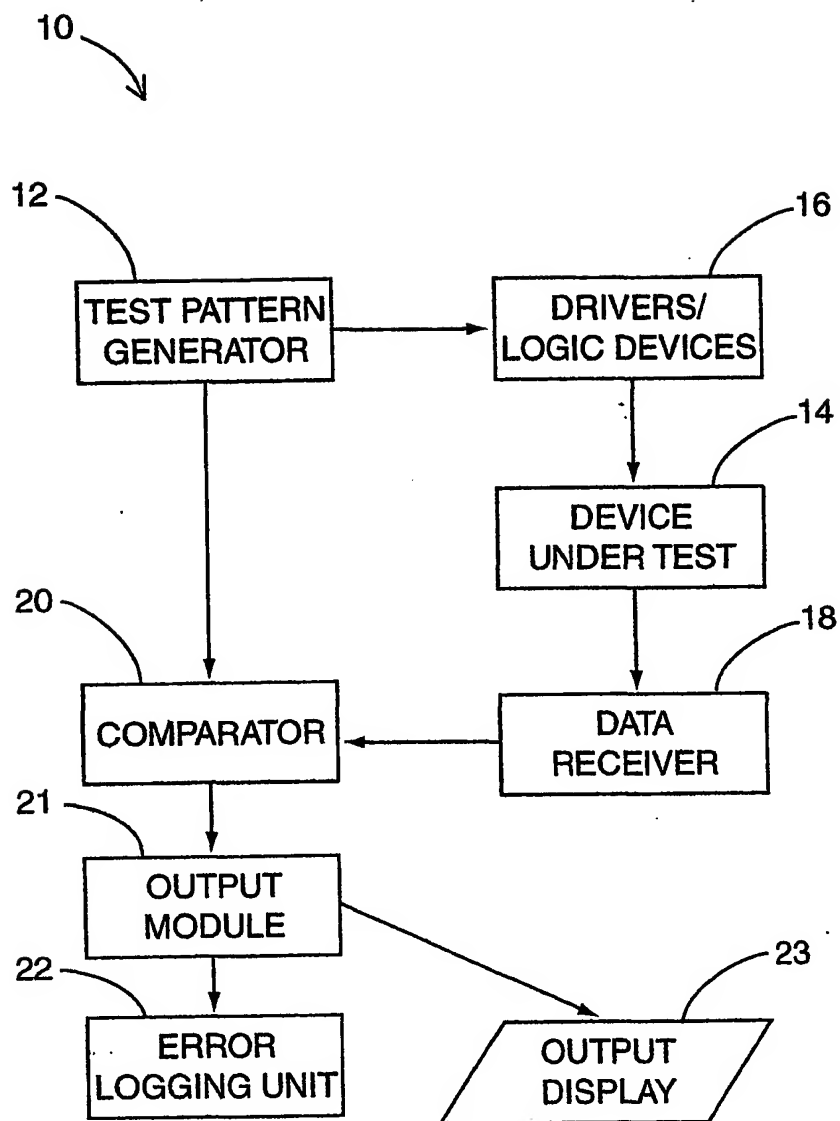 10
12
16
TEST PATTERN
GENERATOR
DRIVERS/
LOGIC DEVICES
14
DEVICE
UNDER TEST
20
18
COMPARATOR
DATA
RECEIVER
21
OUTPUT
MODULE
22
23
ERROR
LOGGING UNIT
OUTPUT
DISPLAY